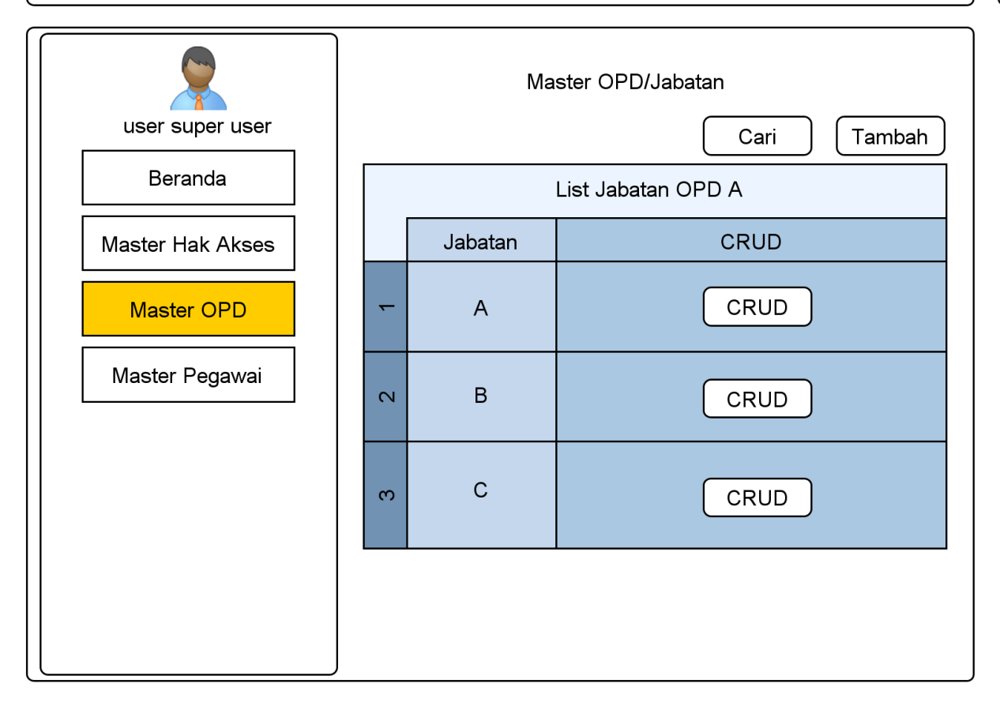 user super user
Beranda
Master Hak Akses
Master OPD
Master Pegawai
Master OPD/Jabatan
Cari
Tambah
List Jabatan OPD A
Jabatan
CRUD
1
A
CRUD
2
B
CRUD
3
C
CRUD